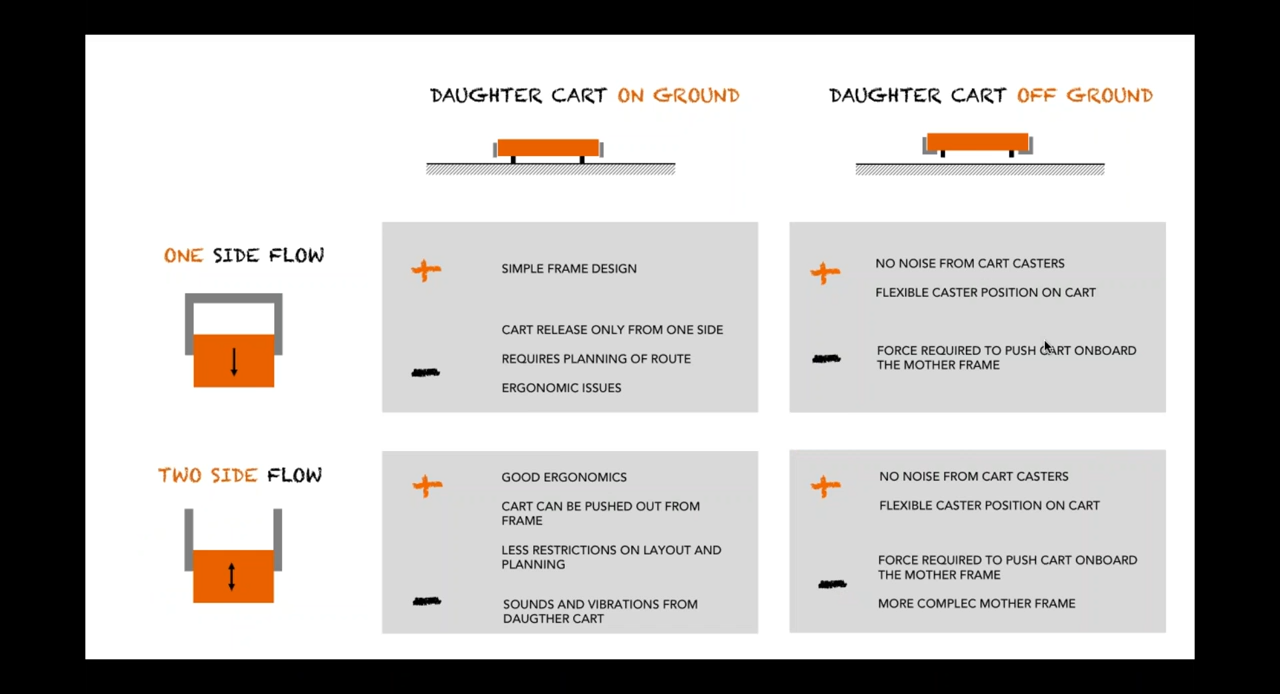 DAUGHTER CART ON GROUND
DAUGHTER CART OFF GROUND
ONE SIDE FLOW
SIMPLE FRAME DESIGN
CART RELEASE ONLY FROM ONE SIDE
REQUIRES PLANNING OF ROUTE
ERGONOMIC ISSUES
NO NOISE FROM CART CASTERS
FLEXIBLE CASTER POSITION ON CART
FORCE REQUIRED TO PUSH CART ONBOARD
THE MOTHER FRAME
TWO SIDE FLOW
GOOD ERGONOMICS
CART CAN BE PUSHED OUT FROM
FRAME
LESS RESTRICTIONS ON LAYOUT AND
PLANNING
SOUNDS AND VIBRATIONS FROM
DAUGTHER CART
NO NOISE FROM CART CASTERS
FLEXIBLE CASTER POSITION ON CART
FORCE REQUIRED TO PUSH CART ONBOARD
THE MOTHER FRAME
MORE COMPLEC MOTHER FRAME